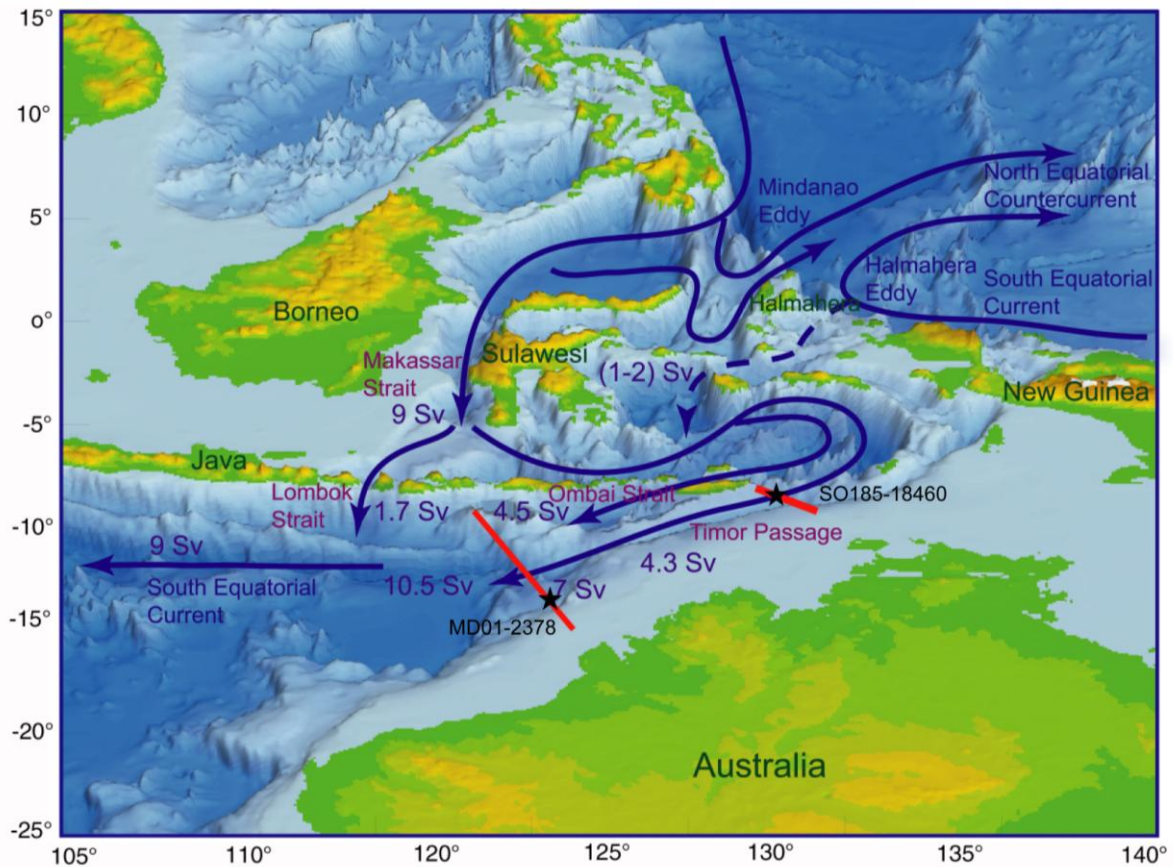 15°
10°
5°
0°
-5°
-10°
-15°
-20°
-25°
Mindanao
Eddy
North Equatorial
Countercurrent
Halmahera
Eddy
South Equatorial
Current
Halmahera
Borneo
Makassar
Strait
Sulawesi
(1-2) Sv
9 Sv
New Guinea
Java
Lombok
Strait
1.7 Sv
4.5 Sv
Ombai Strait
SO185-18460
Timor Passage
9 Sv
4.3 Sv
South Equatorial
Current
10.5 Sv
7 Sv
MD01-2378
Australia
105°
110°
120°
125°
130°
135°
140°